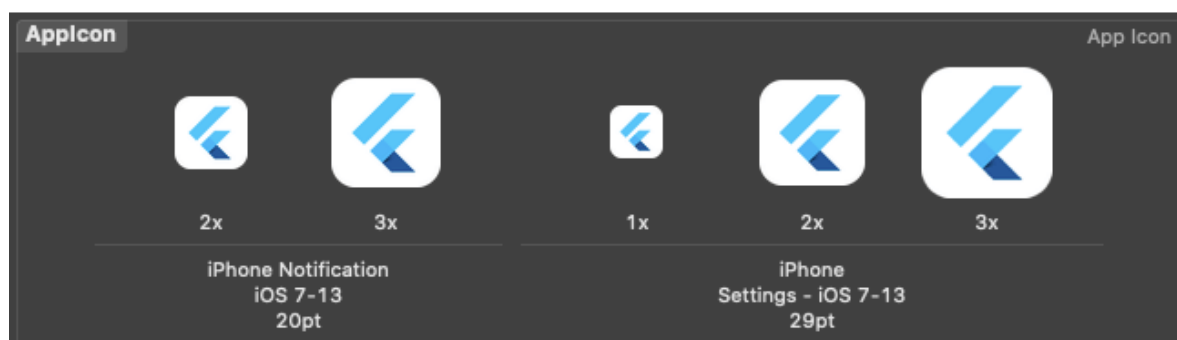 AppIcon
App Icon
2x
3x
1x
2x
3x
iPhone Notification
iOS 7-13
20pt
iPhone
Settings - iOS 7-13
29pt